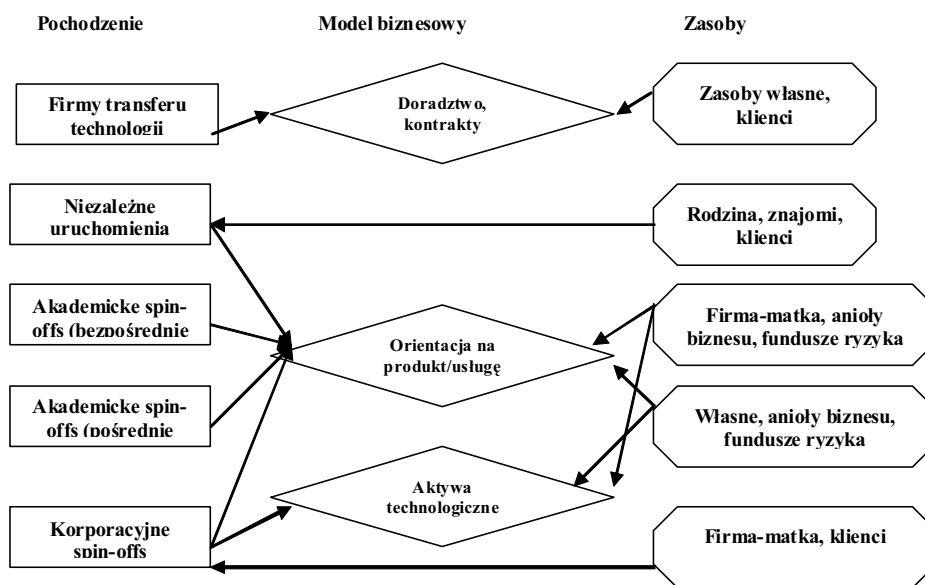 Pochodzenie
Model biznesowy
Zasoby
Firmy transferu
technologii
Doradztwo,
kontrakty
Zasoby własne,
klienci
Niezależne
uruchomienia
Rodzina, znajomi,
klienci
Akademicke spin-
offs (bezpośrednie
Orientacja na
produkt/usługę
Firma-matka, anioły
biznesu, fundusze ryzyka
Akademicke spin-
offs (pośrednie
Własne, anioły biznesu,
fundusze ryzyka
Aktywa
technologiczne
Korporacyjne
spin-offs
Firma-matka, klienci